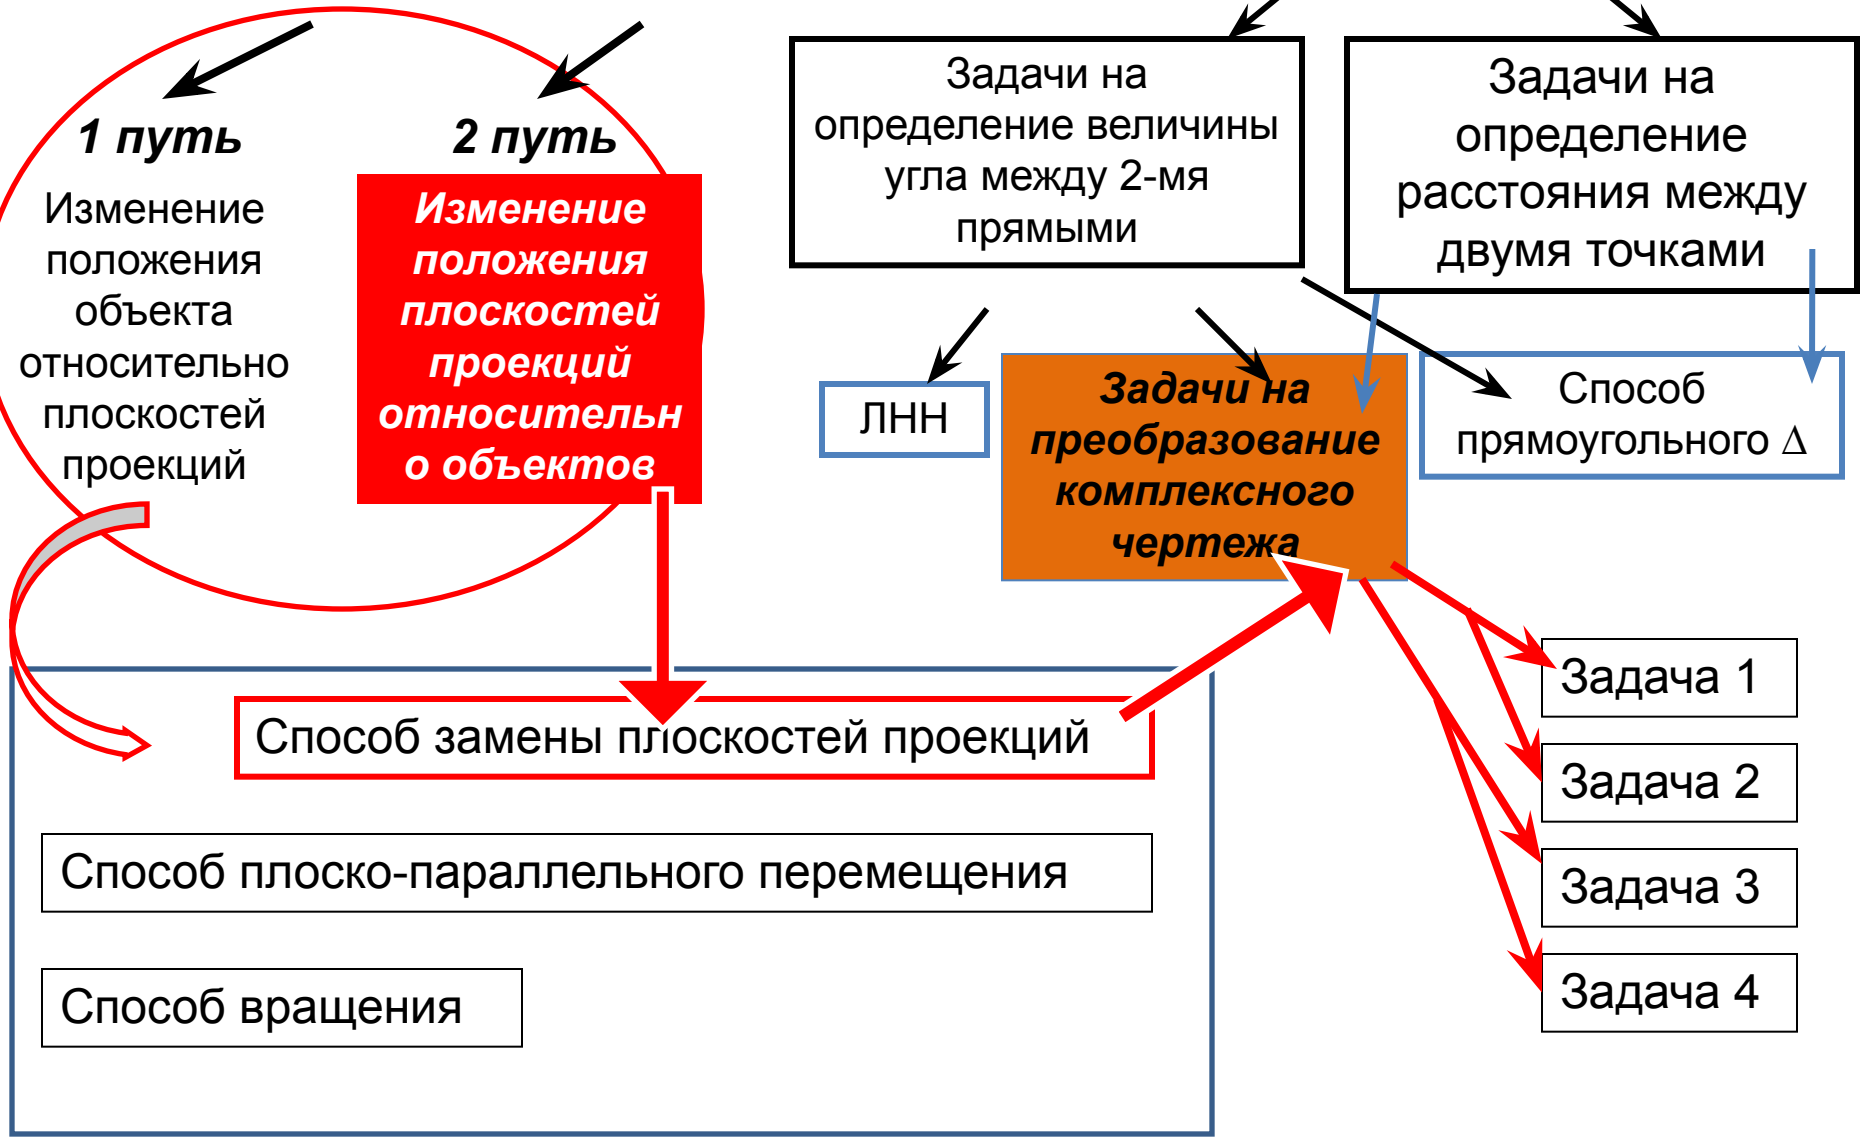 1 путь
Изменение
положения
объекта
относительно
плоскостей
проекций
2 путь
Изменение
положения
плоскостей
проекций
относительн
о объектов
Задачи на
определение величины
угла между 2-мя
прямыми
Задачи на
определение
расстояния между
двумя точками
ЛНН
Задачи на
преобразование
комплексного
чертежа
Способ
прямоугольного Δ
Способ замены плоскостей проекций
Способ плоско-параллельного перемещения
Способ вращения
Задача 1
Задача 2
Задача 3
Задача 4